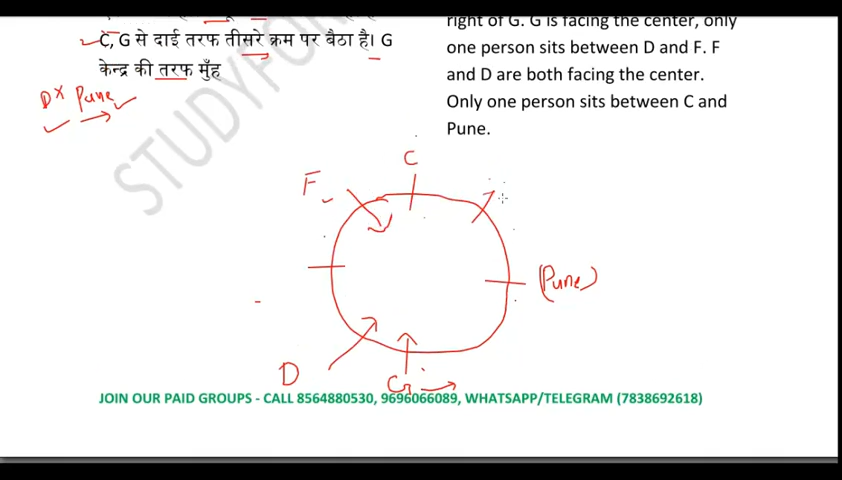 C, G से दाई तरफ तीसरे क्रम पर बैठा है। G
केन्द्र की तरफ मुँह
right of G. G is facing the center, only
one person sits between D and F. F
and D are both facing the center.
Only one person sits between C and
Pune.
D× Pune
STUDYFOR
C
F
(Pune)
D
G
JOIN OUR PAID GROUPS - CALL 8564880530, 9696066089, WHATSAPP/TELEGRAM (7838692618)